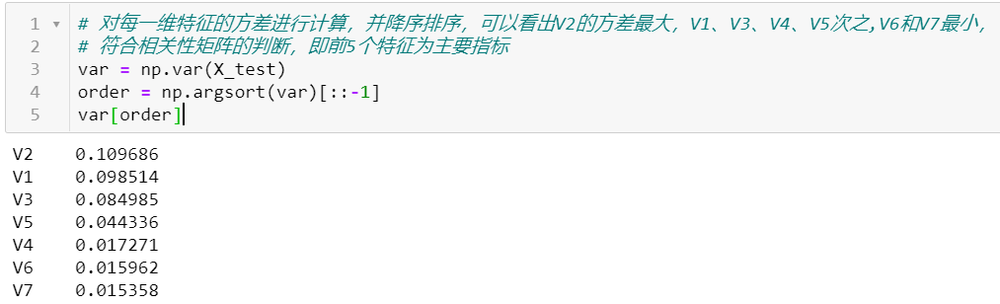 1 # 对每一维特征的方差进行计算，并降序排序，可以看出V2的方差最大，V1、V3、V4、V5次之,V6和V7最小，
2 # 符合相关性矩阵的判断，即前5个特征为主要指标
3 var = np.var(X_test)
4 order = np.argsort(var)[::-1]
5 var[order]
V2 0.109686
V1 0.098514
V3 0.084985
V5 0.044336
V4 0.017271
V6 0.015962
V7 0.015358